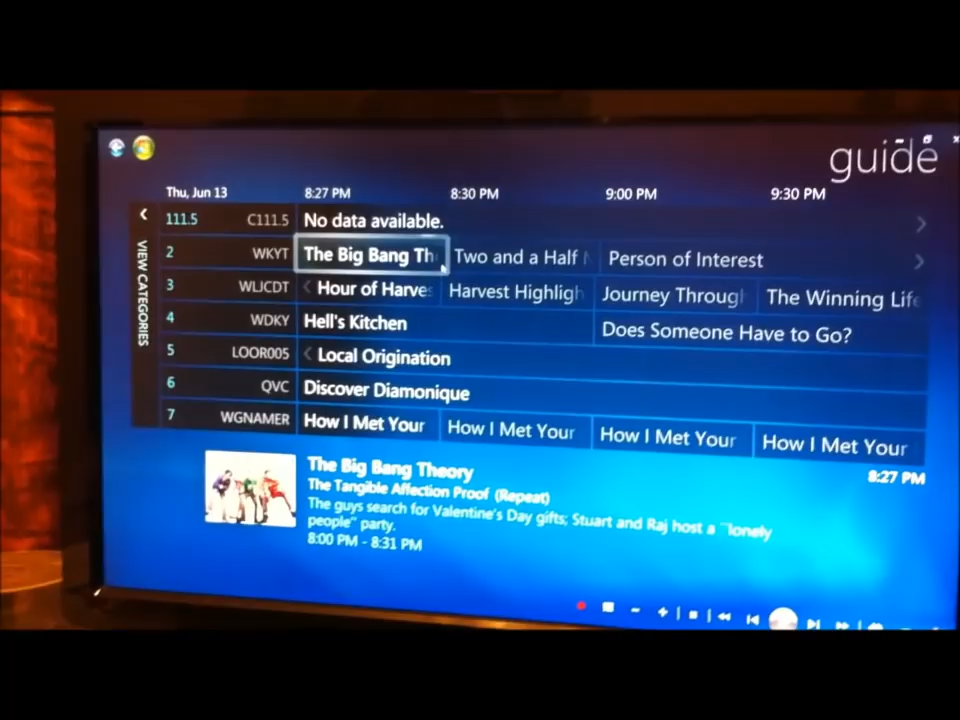 guide
Thu, Jun 13 8:27 PM 8:30 PM 9:00 PM 9:30 PM
VIEW CATEGORIES
111.5 C111.5 No data available.
2 WKYT The Big Bang Th Two and a Half Person of Interest
3 WLJCDT Hour of Harves Harvest Highligh Journey Throug The Winning Life
4 WDKY Hell's Kitchen Does Someone Have to Go?
5 LOOR005 Local Origination
6 QVC Discover Diamonique
7 WGNAMER How I Met Your How I Met Your How I Met Your How I Met Your
8:27 PM
The Big Bang Theory
The Tangible Affection Proof (Repeat)
The guys search for Valentine's Day gifts; Stuart and Raj host a ``lonely
people'' party.
8:00 PM - 8:31 PM